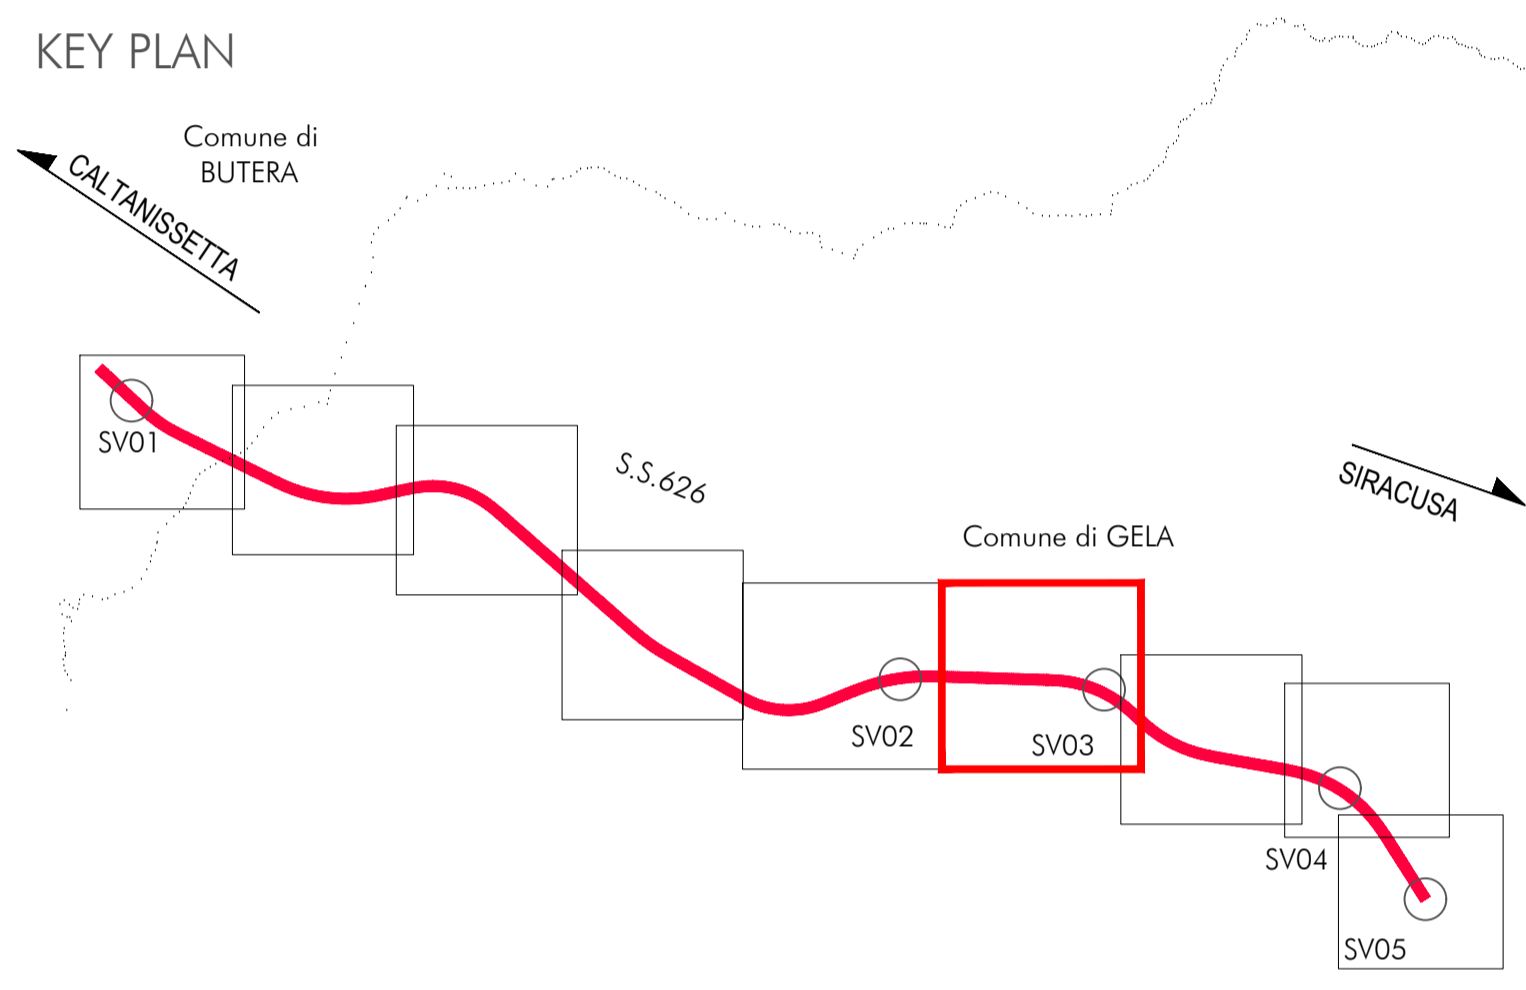 KEY PLAN
Comune di
BUTERA
CALTANISSETTA
SV01
S.S.626
SIRACUSA
Comune di GELA
SV02
SV03
SV04
SV05